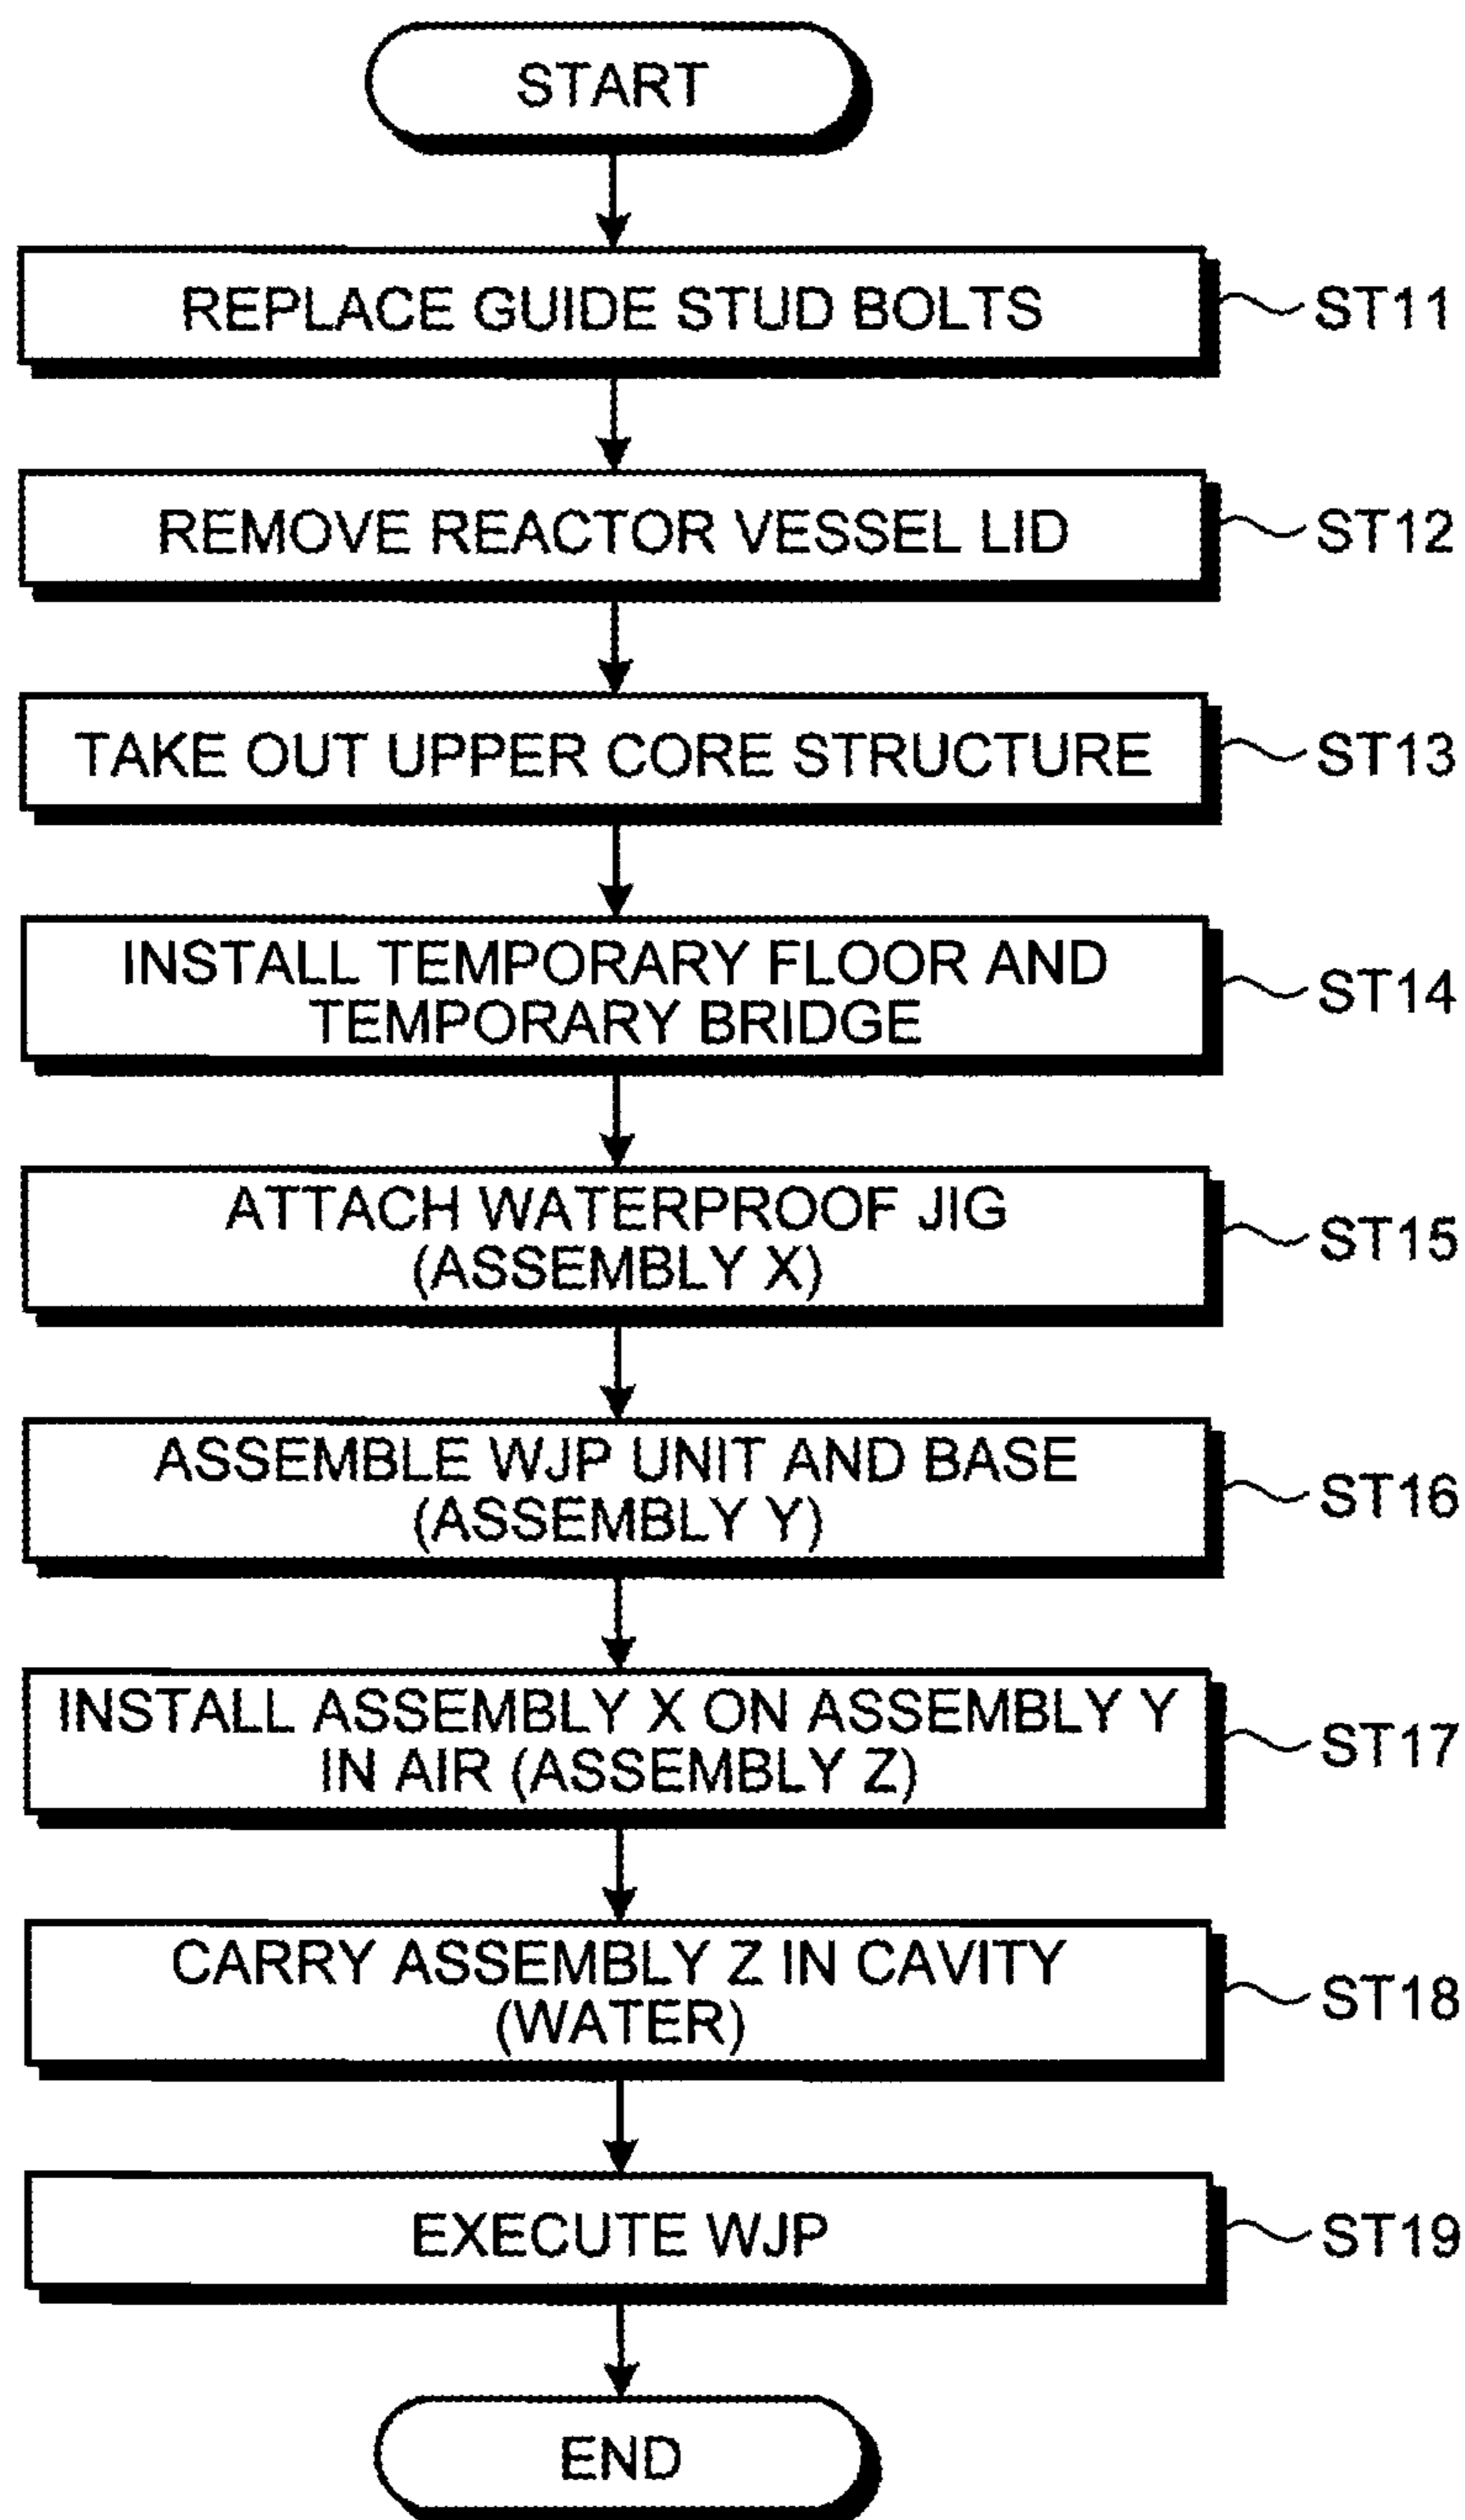 START
REPLACE GUIDE STUD BOLTS
ST11
REMOVE REACTOR VESSEL LID
ST12
TAKE OUT UPPER CORE STRUCTURE
ST13
INSTALL TEMPORARY FLOOR AND
TEMPORARY BRIDGE
ST14
ATTACH WATERPROOF JIG
(ASSEMBLY X)
ST15
ASSEMBLE WJP UNIT AND BASE
(ASSEMBLY Y)
ST16
INSTALL ASSEMBLY X ON ASSEMBLY Y
IN AIR (ASSEMBLY Z)
ST17
CARRY ASSEMBLY Z IN CAVITY
(WATER)
ST18
EXECUTE WJP
ST19
END